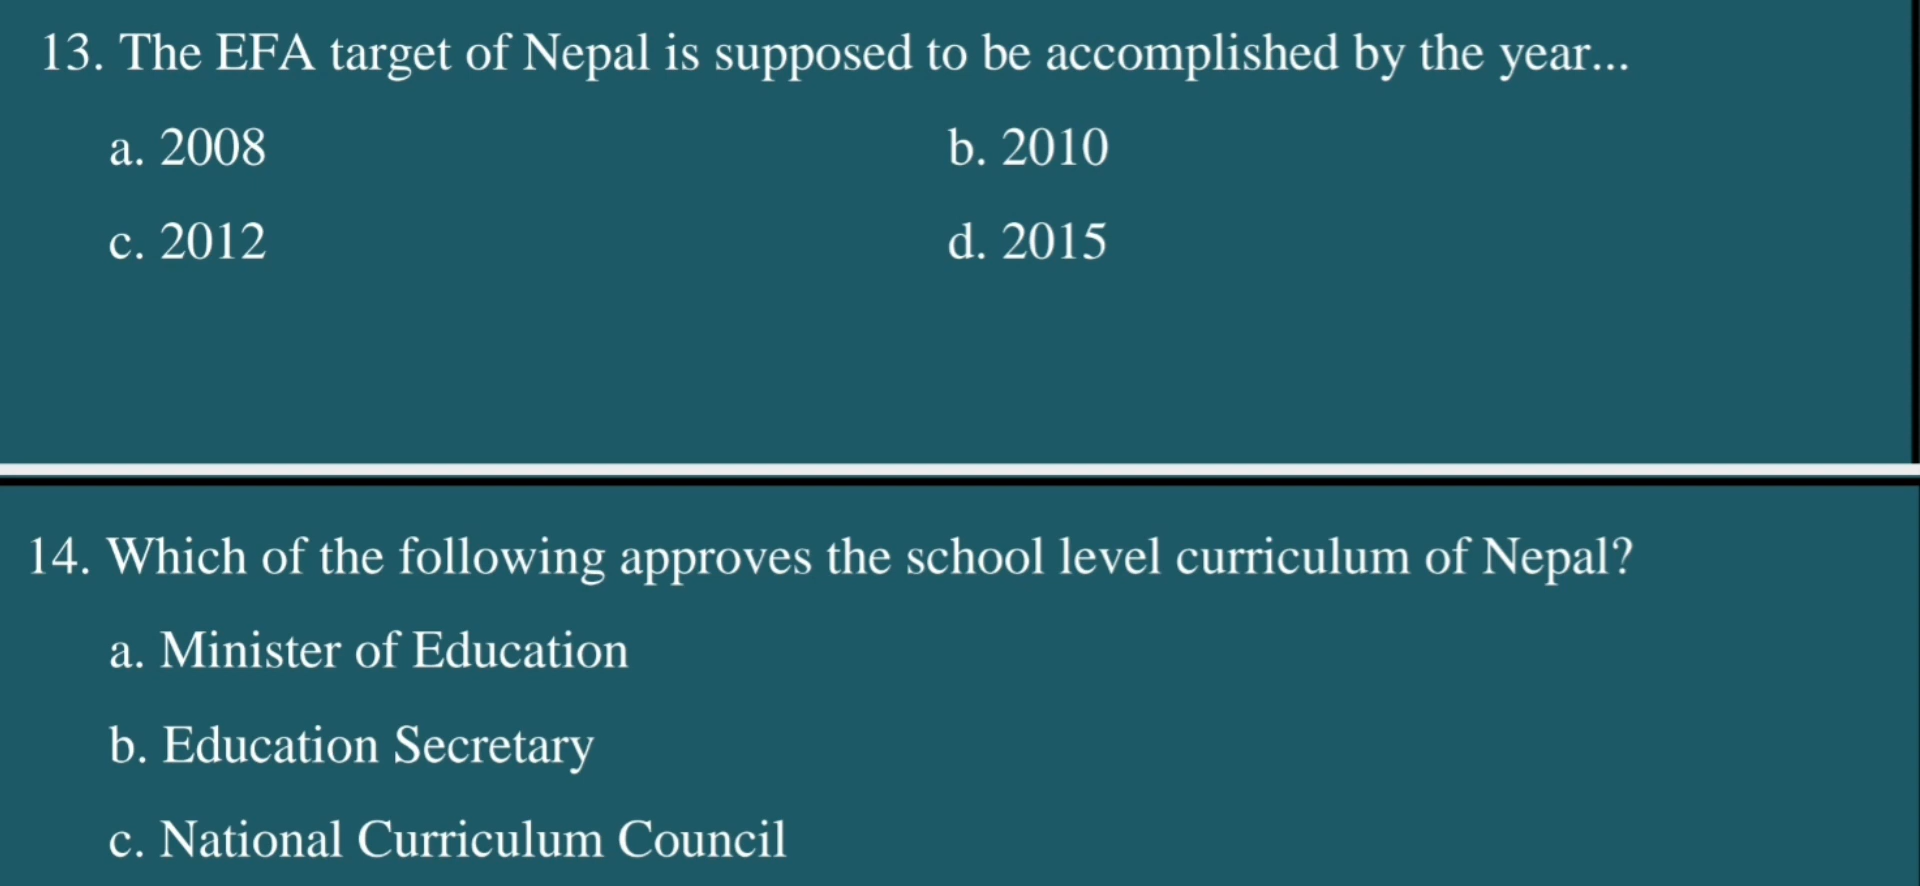 13. The EFA target of Nepal is supposed to be accomplished by the year...
a. 2008 b. 2010
c. 2012 d. 2015
14. Which of the following approves the school level curriculum of Nepal?
a. Minister of Education
b. Education Secretary
c. National Curriculum Council